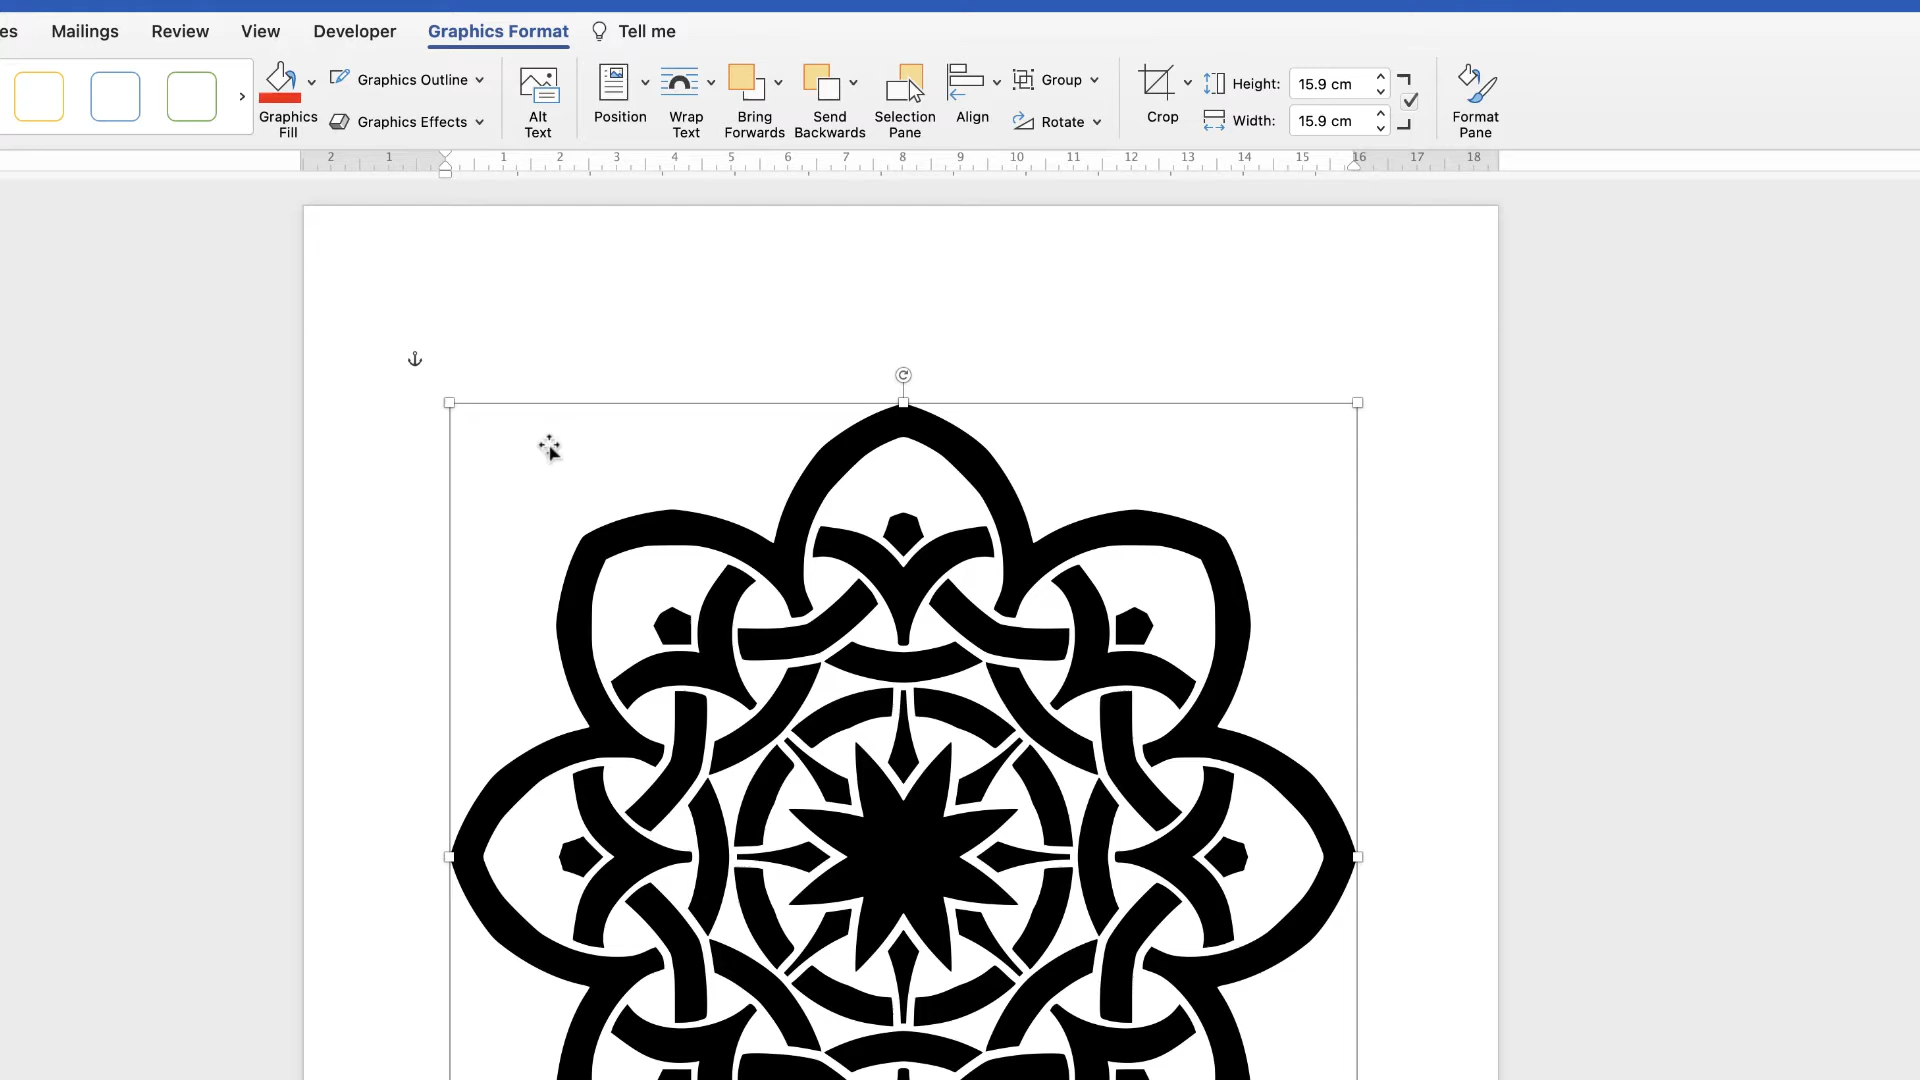 es Mailings Review View Developer Graphics Format Tell me
Graphics Fill
Graphics Outline
Graphics Effects
Alt Text
Position
Wrap Text
Bring Forwards
Send Backwards
Selection Pane
Align
Group
Rotate
Crop
Height: 15.9 cm
Width: 15.9 cm
Format Pane
2 1 1 2 3 4 5 6 7 8 9 10 11 12 13 14 15 16 17 18